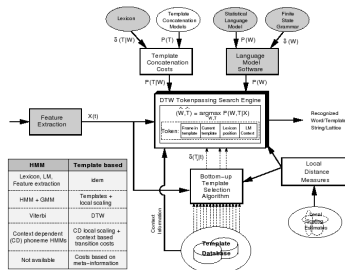 Lexicon
Template
Concatenation
Models
Statistical
Language
Model
Finite
State
Grammar
δ(T|W)
P(T)
P(W)
δ(W)
Template
Concatenation
Costs
Language
Model
Software
P(T|W)
P(W)
DTW Tokenpassing Search Engine
(Ŵ,T̂) = argmax P(W,T|X)
W,T
Token:
Frame in
template
Current
template
Lexicon
position
LM
Context
Feature
Extraction
X(t)
Recognized
Word/Template
String/Lattice
δ(T|t)
Bottom-up
Template
Selection
Algorithm
Local
Distance
Measures
Context
Information
Local
Scaling
Estimates
Template
Database
HMM
Template based
Lexicon, LM,
Feature extraction
idem
HMM + GMM
Templates +
local scaling
Viterbi
DTW
Context dependent
(CD) phoneme HMMs
CD local scaling +
context based
transition costs
Not available
Costs based on
meta-information